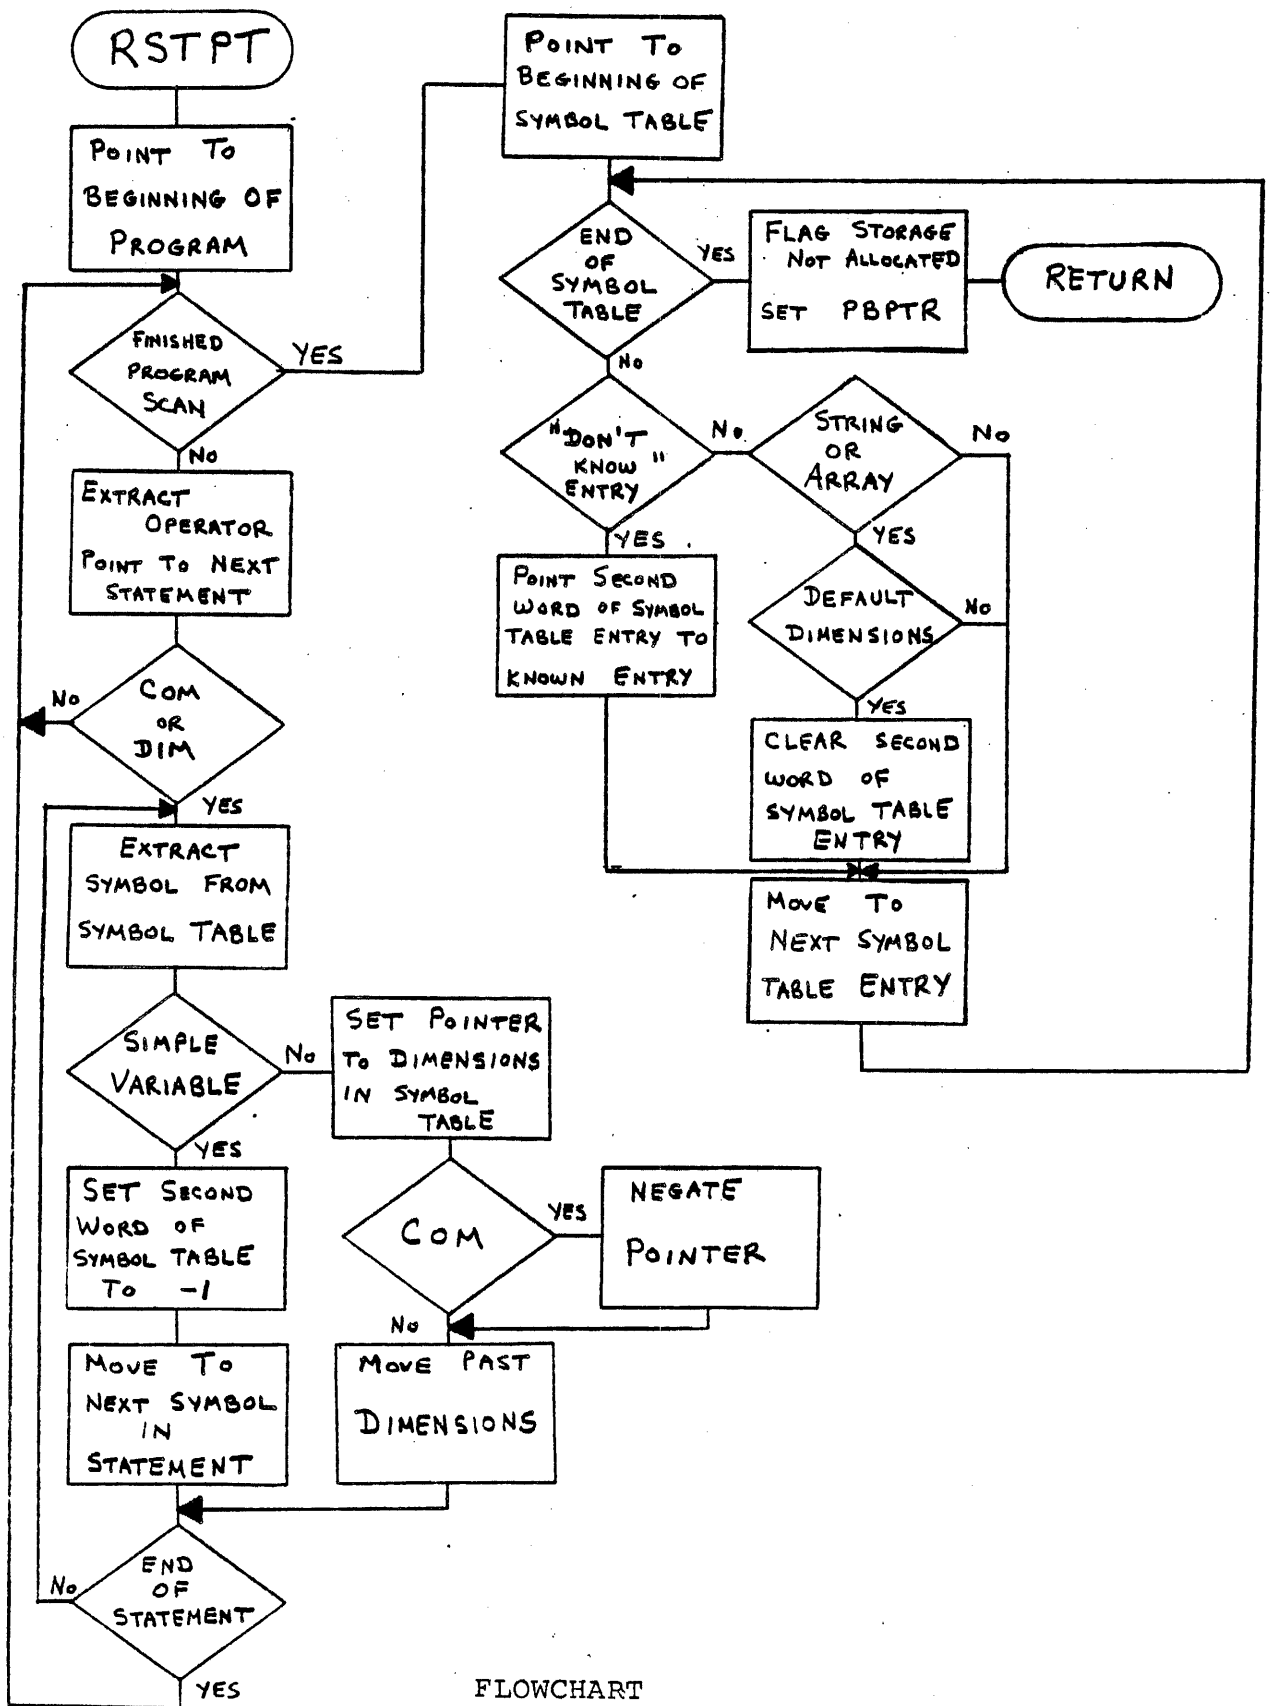 RSTPT
POINT TO
BEGINNING OF
PROGRAM
FINISHED
PROGRAM
SCAN
YES
NO
EXTRACT
OPERATOR
POINT TO NEXT
STATEMENT
COM
OR
DIM
NO
YES
EXTRACT
SYMBOL FROM
SYMBOL TABLE
SIMPLE
VARIABLE
NO
YES
SET SECOND
WORD OF
SYMBOL TABLE
TO -1
MOVE TO
NEXT SYMBOL
IN
STATEMENT
END
OF
STATEMENT
NO
YES
SET POINTER
TO DIMENSIONS
IN SYMBOL
TABLE
COM
YES
NO
NEGATE
POINTER
MOVE PAST
DIMENSIONS
POINT TO
BEGINNING OF
SYMBOL TABLE
END
OF
SYMBOL
TABLE
YES
NO
FLAG STORAGE
NOT ALLOCATED
SET PBPTR
RETURN
"DON'T
KNOW"
ENTRY
NO
YES
STRING
OR
ARRAY
NO
YES
POINT SECOND
WORD OF SYMBOL
TABLE ENTRY TO
KNOWN ENTRY
DEFAULT
DIMENSIONS
NO
YES
CLEAR SECOND
WORD OF
SYMBOL TABLE
ENTRY
MOVE TO
NEXT SYMBOL
TABLE ENTRY
FLOWCHART